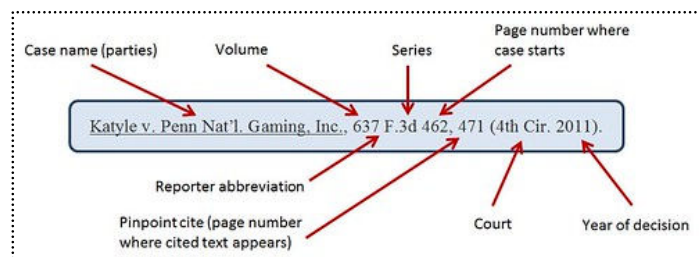 Page number where
case starts
Case name (parties)
Volume
Series
Katyle v. Penn Nat'l. Gaming, Inc., 637 F.3d 462, 471 (4th Cir. 2011).
Reporter abbreviation
Pinpoint cite (page number
where cited text appears)
Court
Year of decision